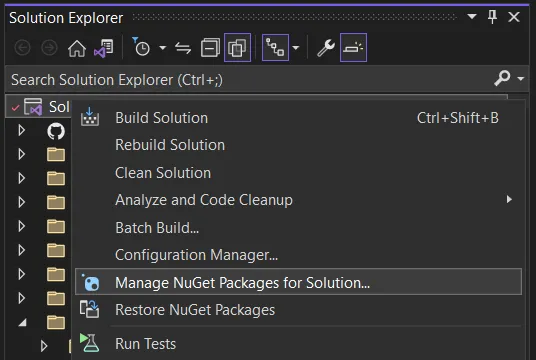 Solution Explorer
Search Solution Explorer (Ctrl+;)
Sol
Build Solution Ctrl+Shift+B
Rebuild Solution
Clean Solution
Analyze and Code Cleanup
Batch Build...
Configuration Manager...
Manage NuGet Packages for Solution...
Restore NuGet Packages
Run Tests